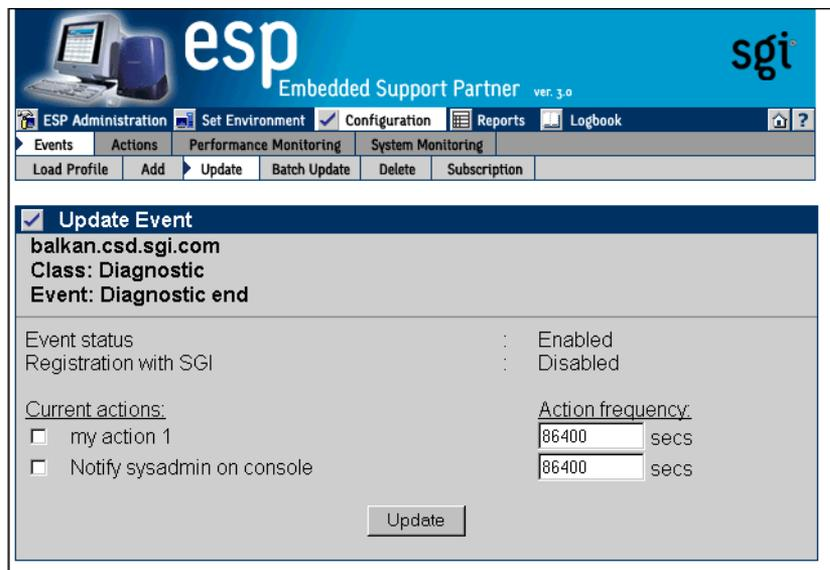 esp
Embedded Support Partner ver. 3.0
sgi
ESP Administration Set Environment Configuration Reports Logbook ?
Events Actions Performance Monitoring System Monitoring
Load Profile Add Update Batch Update Delete Subscription
Update Event
balkan.csd.sgi.com
Class: Diagnostic
Event: Diagnostic end
Event status : Enabled
Registration with SGI : Disabled
Current actions: Action frequency:
my action 1 86400 secs
Notify sysadmin on console 86400 secs
Update